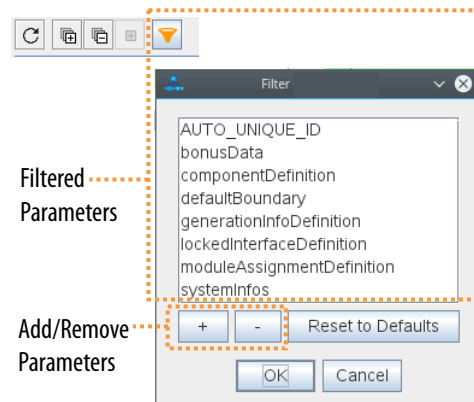 Filter
AUTO_UNIQUE_ID
bonusData
componentDefinition
defaultBoundary
generationInfoDefinition
lockedInterfaceDefinition
moduleAssignmentDefinition
systemInfos
Filtered
Parameters
+ - Reset to Defaults
Add/Remove
Parameters
OK Cancel